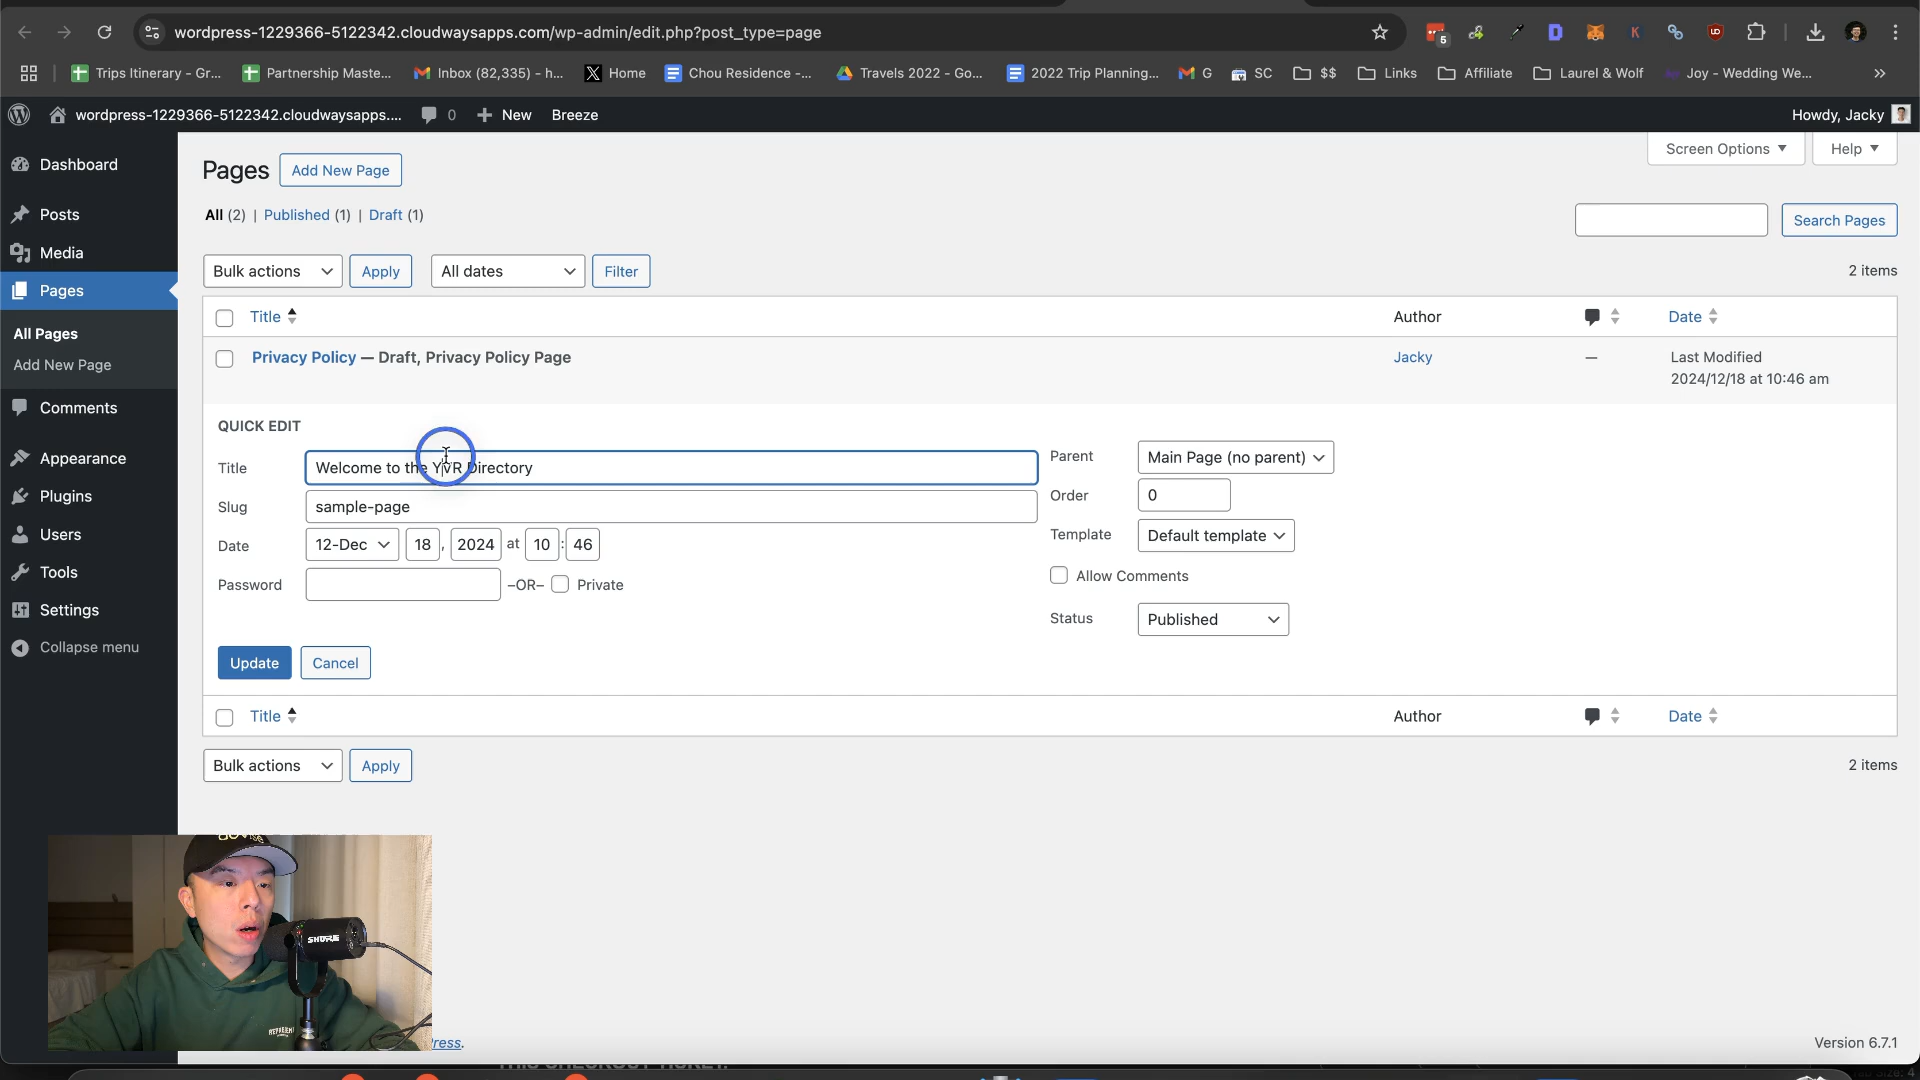 wordpress-1229366-5122342.cloudwaysapps.com/wp-admin/edit.php?post_type=page
5
Trips Itinerary - Gr...
Partnership Maste...
Inbox (82,335) - h...
Home
Chou Residence -...
Travels 2022 - Go...
2022 Trip Planning...
G
SC
$$
Links
Affiliate
Laurel & Wolf
Joy - Wedding We...
wordpress-1229366-5122342.cloudwaysapps....
0
New
Breeze
Howdy, Jacky
Dashboard
Posts
Media
Pages
All Pages
Add New Page
Comments
Appearance
Plugins
Users
Tools
Settings
Collapse menu
Pages
Add New Page
Screen Options
Help
All (2) | Published (1) | Draft (1)
Search Pages
Bulk actions
Apply
All dates
Filter
2 items
Title
Author
Date
Privacy Policy — Draft, Privacy Policy Page
Jacky
—
Last Modified
2024/12/18 at 10:46 am
QUICK EDIT
Title
Welcome to the YVR Directory
Slug
sample-page
Date
12-Dec 18 , 2024 at 10 : 46
Password
–OR–
Private
Parent
Main Page (no parent)
Order
0
Template
Default template
Allow Comments
Status
Published
Update
Cancel
Title
Author
Date
Bulk actions
Apply
2 items
SHURE
ress.
Version 6.7.1